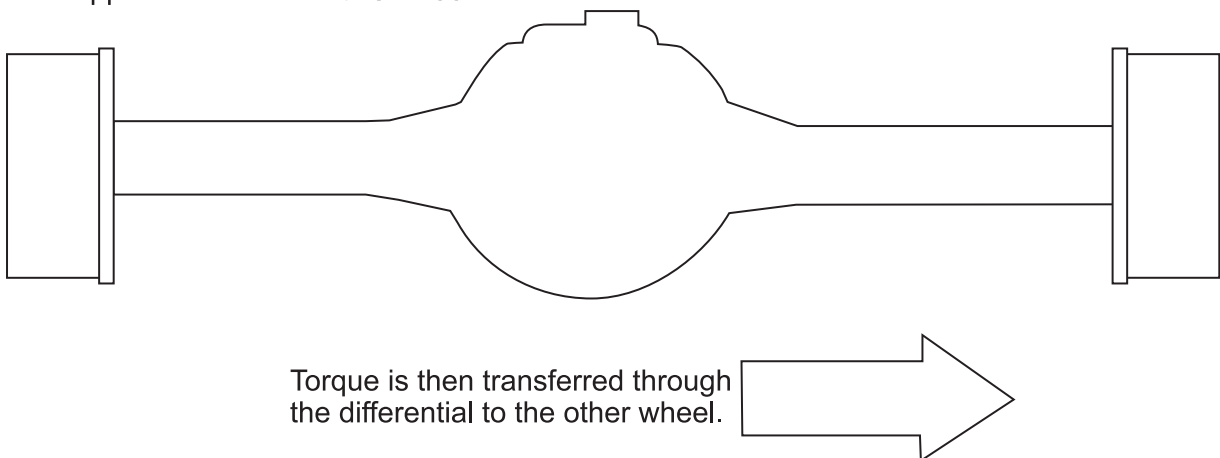 Torque is then transferred through
the differential to the other wheel.